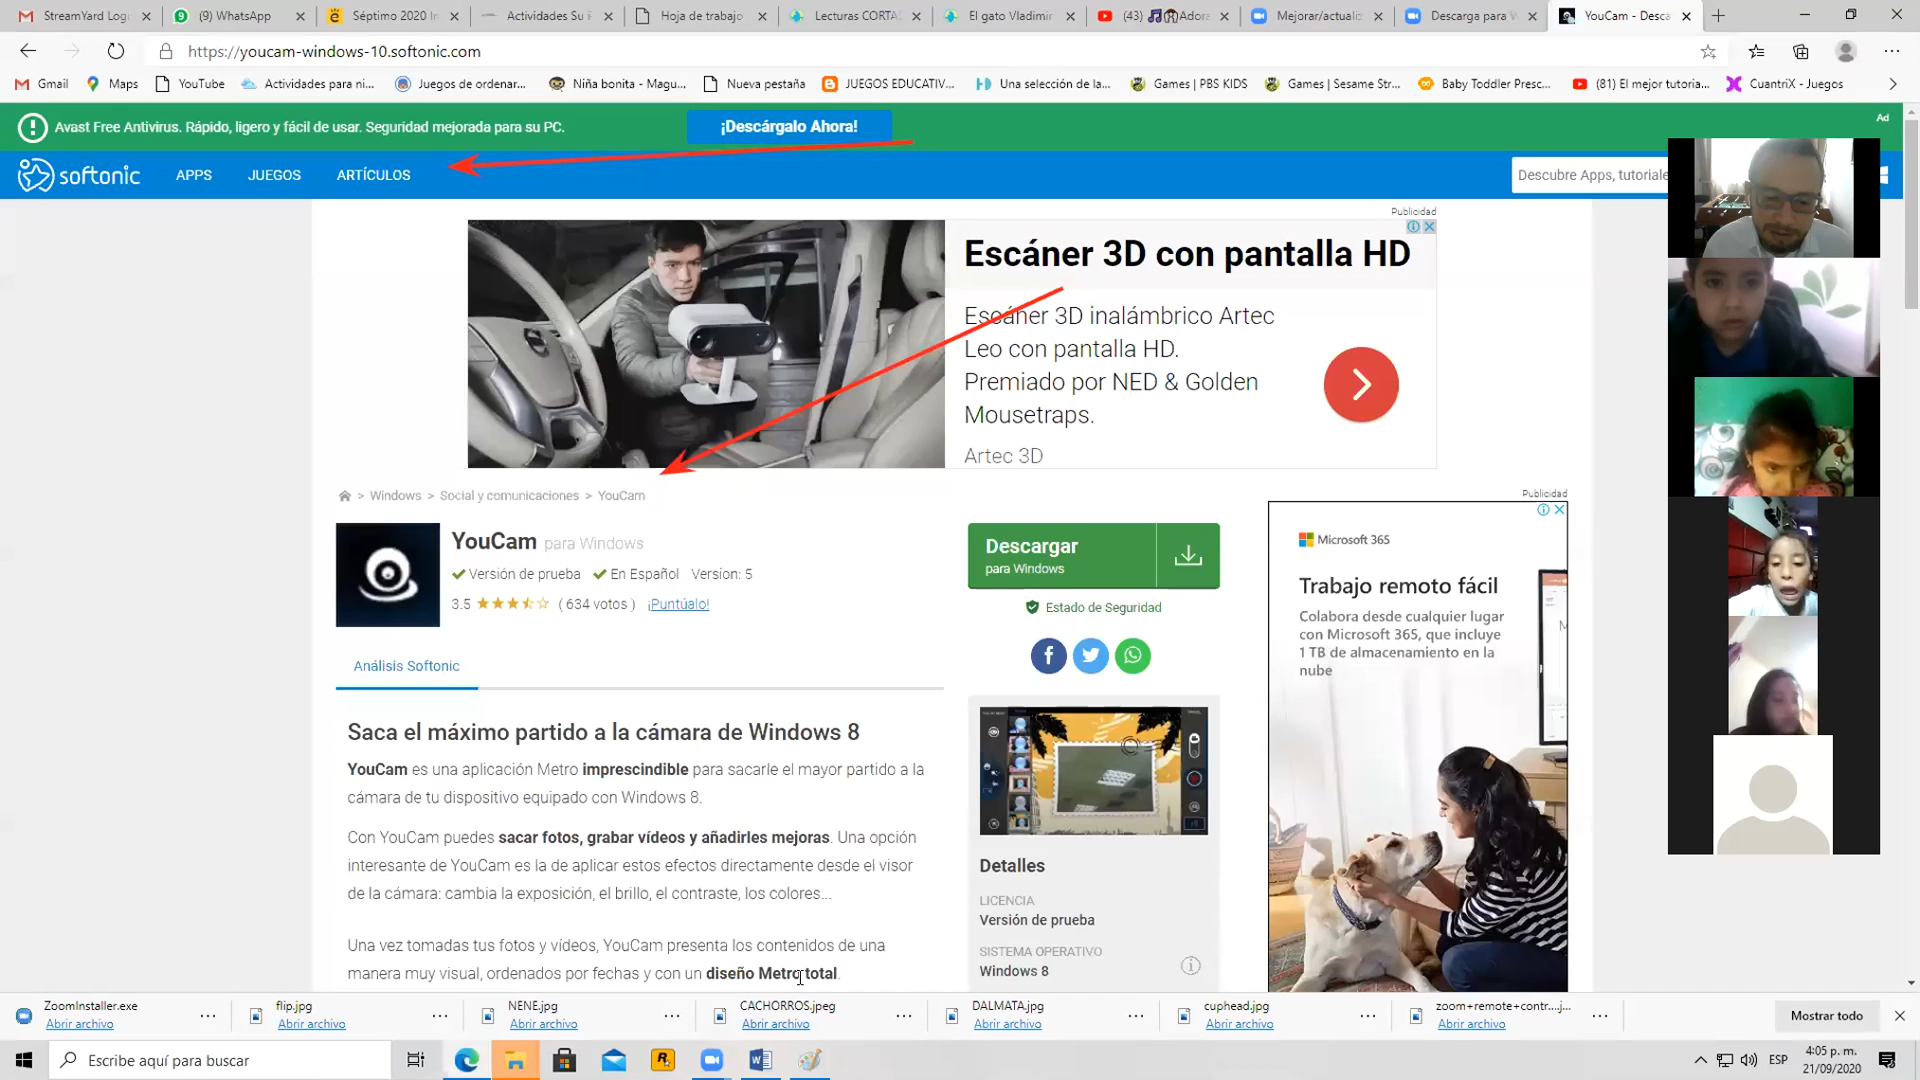 StreamYard Log
(9) WhatsApp
Séptimo 2020 In
Actividades Su F
Hoja de trabajo
Lecturas CORTA
El gato Vladimir
(43) Adora
Mejorar/actualiz
Descarga para W
YouCam - Desca
https://youcam-windows-10.softonic.com
Gmail
Maps
YouTube
Actividades para ni...
Juegos de ordenar...
Niña bonita - Magu...
Nueva pestaña
JUEGOS EDUCATIV...
Una selección de la...
Games | PBS KIDS
Games | Sesame Str...
Baby Toddler Presc...
(81) El mejor tutoria...
CuantriX - Juegos
Avast Free Antivirus. Rápido, ligero y fácil de usar. Seguridad mejorada para su PC.
¡Descárgalo Ahora!
Ad
softonic
APPS
JUEGOS
ARTÍCULOS
Descubre Apps, tutoriale
Publicidad
Escáner 3D con pantalla HD
Escáner 3D inalámbrico Artec
Leo con pantalla HD.
Premiado por NED & Golden
Mousetraps.
Artec 3D
> Windows > Social y comunicaciones > YouCam
YouCam para Windows
Versión de prueba En Español Version: 5
3.5 ( 634 votos ) ¡Puntúalo!
Descargar
para Windows
Estado de Seguridad
Publicidad
Microsoft 365
Trabajo remoto fácil
Colabora desde cualquier lugar
con Microsoft 365, que incluye
1 TB de almacenamiento en la
nube
Análisis Softonic
Saca el máximo partido a la cámara de Windows 8
YouCam es una aplicación Metro imprescindible para sacarle el mayor partido a la
cámara de tu dispositivo equipado con Windows 8.
Con YouCam puedes sacar fotos, grabar vídeos y añadirles mejoras. Una opción
interesante de YouCam es la de aplicar estos efectos directamente desde el visor
de la cámara: cambia la exposición, el brillo, el contraste, los colores...
Una vez tomadas tus fotos y vídeos, YouCam presenta los contenidos de una
manera muy visual, ordenados por fechas y con un diseño Metro total.
Detalles
LICENCIA
Versión de prueba
SISTEMA OPERATIVO
Windows 8
ZoomInstaller.exe
Abrir archivo
flip.jpg
Abrir archivo
NENE.jpg
Abrir archivo
CACHORROS.jpeg
Abrir archivo
DALMATA.jpg
Abrir archivo
cuphead.jpg
Abrir archivo
zoom+remote+contr....j...
Abrir archivo
Mostrar todo
Escribe aquí para buscar
ESP
4:05 p. m.
21/09/2020